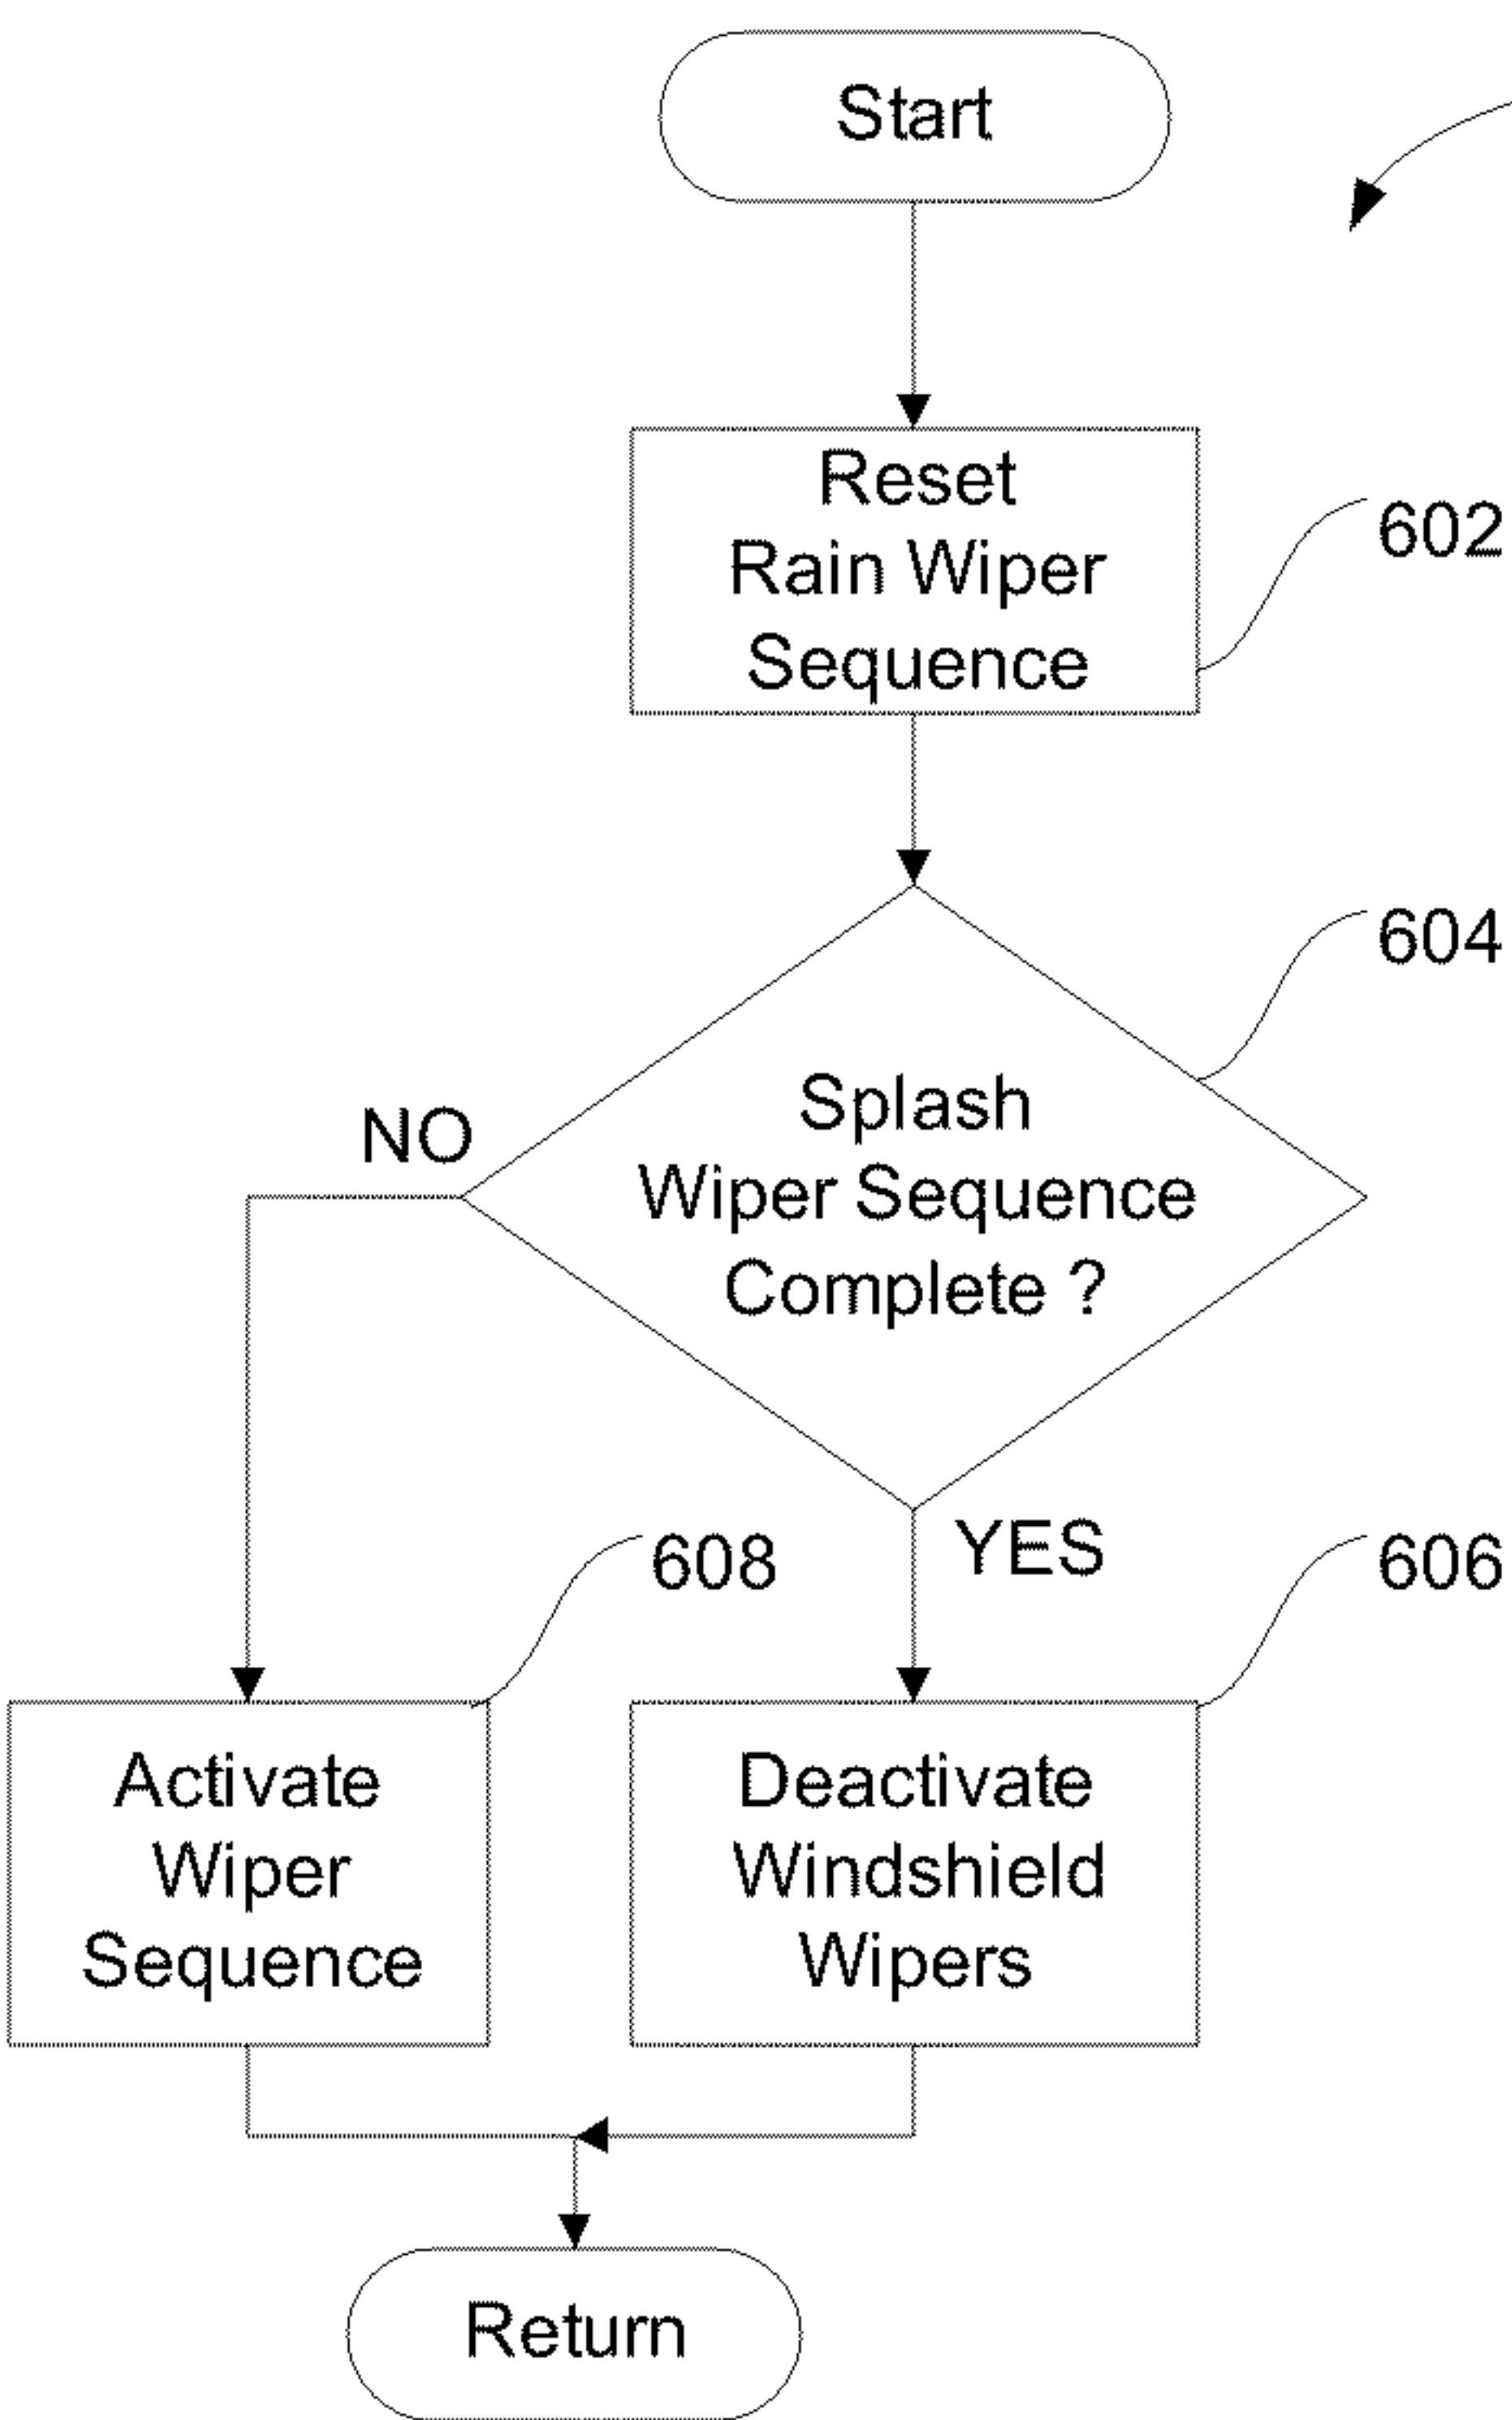 Start
Reset
Rain Wiper
Sequence
602
604
Splash
Wiper Sequence
Complete ?
NO
YES
608
606
Activate
Wiper
Sequence
Deactivate
Windshield
Wipers
Return